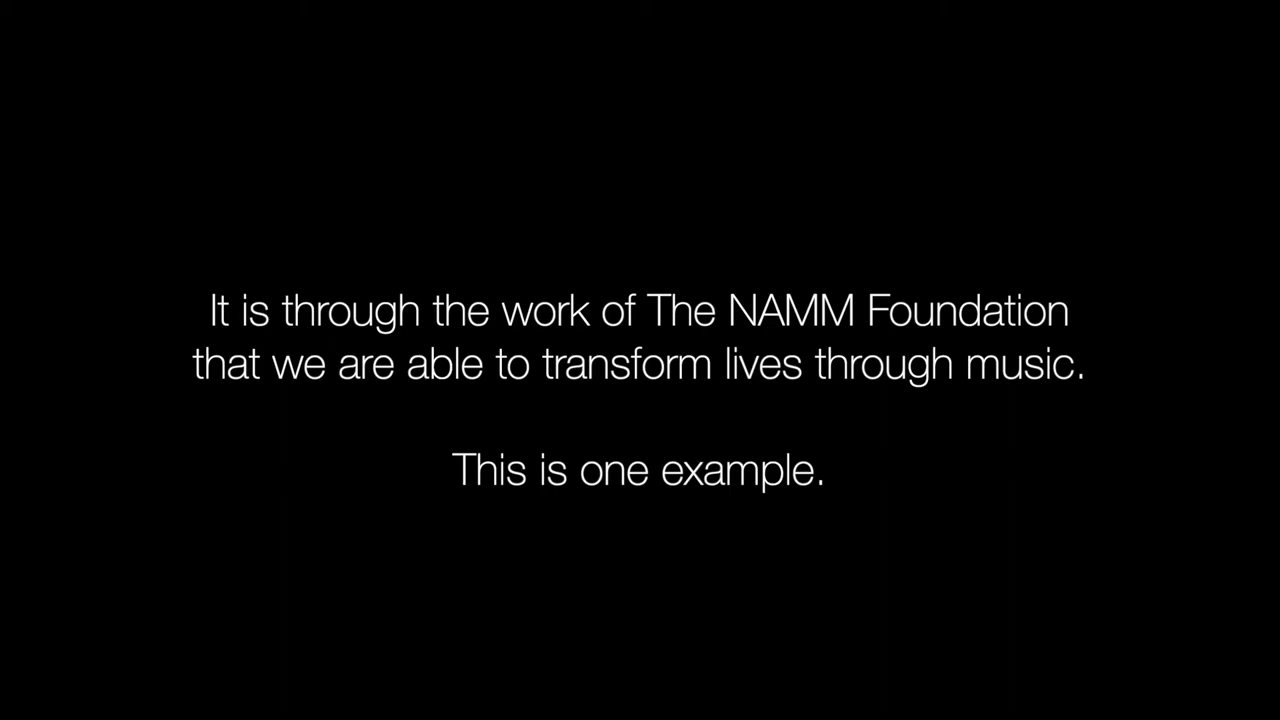 It is through the work of The NAMM Foundation
that we are able to transform lives through music.
This is one example.